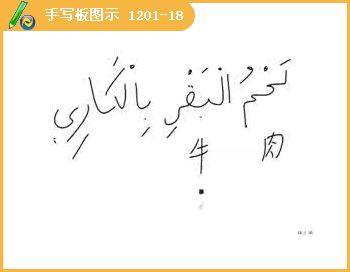 手写板图示 1201-18
لَحْمُ الْبَقْرِ بِالْكَارِي
牛 肉